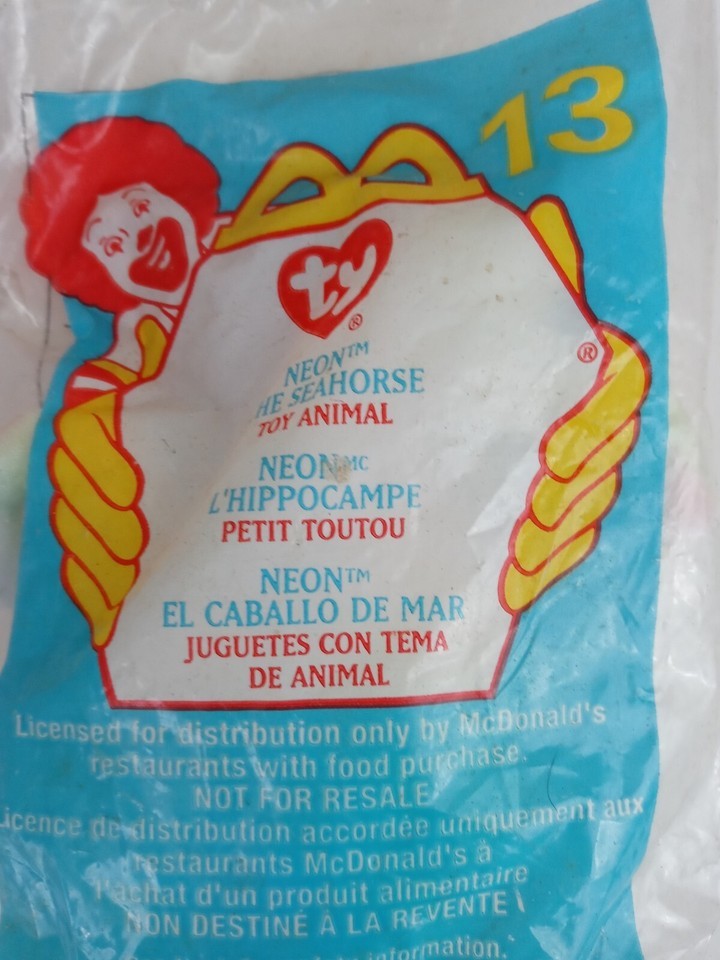 13
ty®
NEON™
HE SEAHORSE
TOY ANIMAL
®
NEON MC
L'HIPPOCAMPE
PETIT TOUTOU
NEON™
EL CABALLO DE MAR
JUGUETES CON TEMA
DE ANIMAL
Licensed for distribution only by McDonald's
restaurants with food purchase.
NOT FOR RESALE
icence de distribution accordée uniquement aux
restaurants McDonald's à
l'achat d'un produit alimentaire
NON DESTINÉ À LA REVENTE
information.